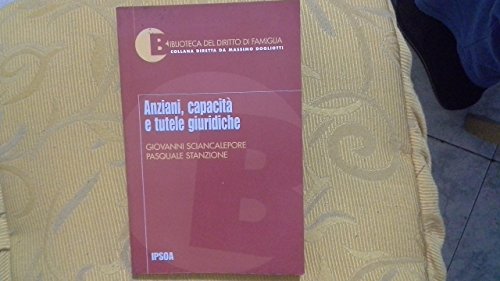 BIBLIOTECA DEL DIRITTO DI FAMIGLIA
COLLANA DIRETTA DA MASSIMO DOGLIOTTI
Anziani, capacità
e tutele giuridiche
GIOVANNI SCIANCALEPORE
PASQUALE STANZIONE
IPSOA